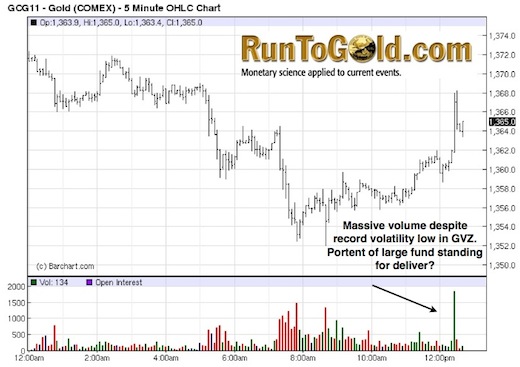 GCG11 - Gold (COMEX) - 5 Minute OHLC Chart
Op:1,363.9, Hi:1,365.0, Lo:1,363.4, Cl:1,365.0
RunToGold.com
Monetary science applied to current events.
1,374.0
1,372.0
1,370.0
1,368.0
1,366.0
1,365.0
1,364.0
1,362.0
1,360.0
1,358.0
1,356.0
1,354.0
1,352.0
1,350.0
Massive volume despite
record volatility low in GVZ.
Portent of large fund standing
for deliver?
(c) Barchart.com
Vol: 134 Open Interest
2000
1500
1000
500
0
12:00am 2:00am 4:00am 6:00am 8:00am 10:00am 12:00pm